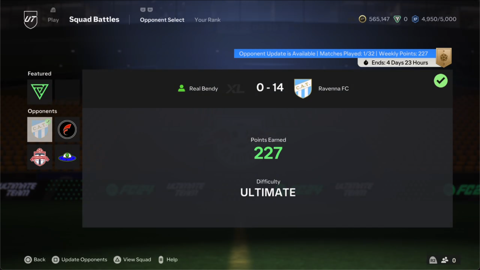 UT
Play
Squad Battles
Opponent Select
Your Rank
565,147
0
4,950/5,000
Opponent Update is Available | Matches Played: 1/32 | Weekly Points: 227
Ends: 4 Days 23 Hours
Featured
Real Bendy
XL
0 - 14
Ravenna FC
Opponents
Points Earned
227
Difficulty
ULTIMATE
Back
Update Opponents
View Squad
Help
0